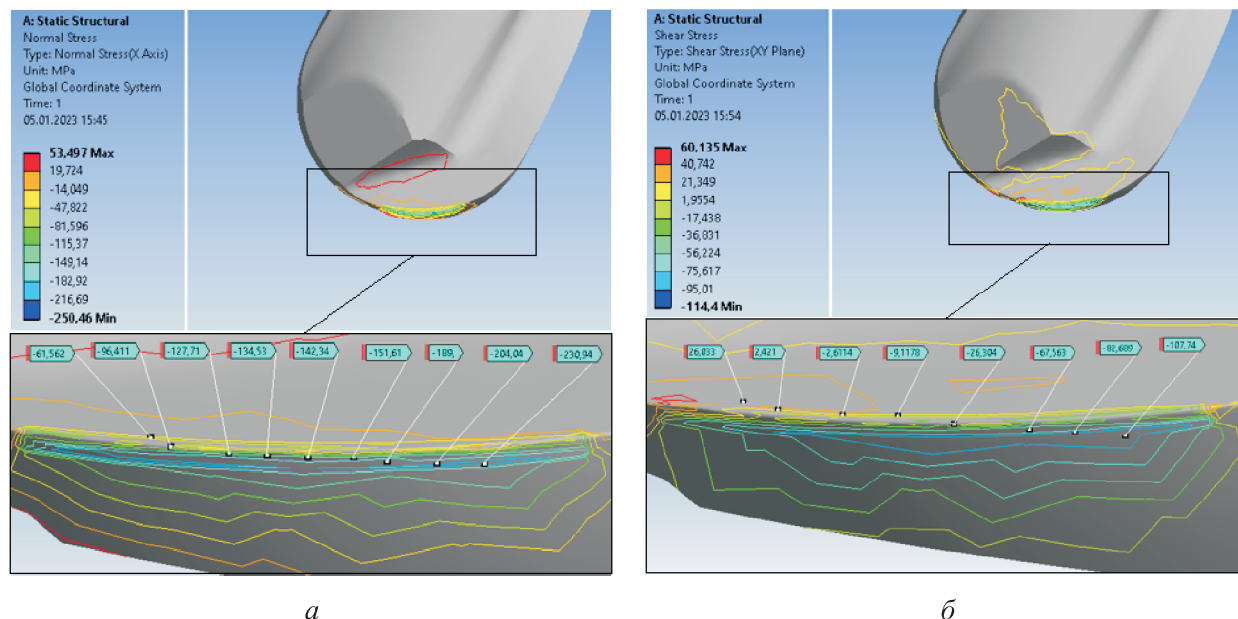 A: Static Structural
Normal Stress
Type: Normal Stress(X Axis)
Unit: MPa
Global Coordinate System
Time: 1
05.01.2023 15:45
53,497 Max
19,724
-14,049
-47,822
-81,596
-115,37
-149,14
-182,92
-216,69
-250,46 Min
-61,562
-96,411
-127,71
-134,53
-142,34
-151,61
-189,
-204,04
-230,94
а
A: Static Structural
Shear Stress
Type: Shear Stress(XY Plane)
Unit: MPa
Global Coordinate System
Time: 1
05.01.2023 15:54
60,135 Max
40,742
21,349
1,9554
-17,438
-36,831
-56,224
-75,617
-95,01
-114,4 Min
26,033
2,421
-2,6114
-9,1178
-26,304
-67,563
-82,689
-107,74
б